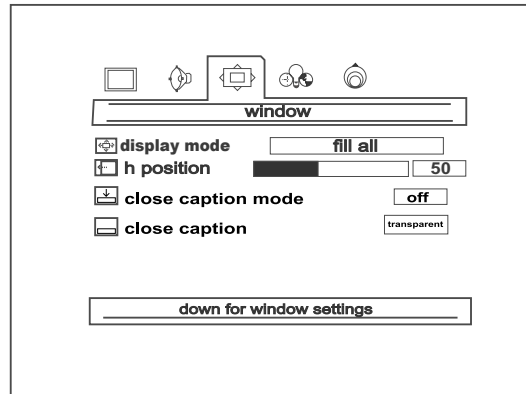 window
display mode fill all
h position 50
close caption mode off
close caption transparent
down for window settings